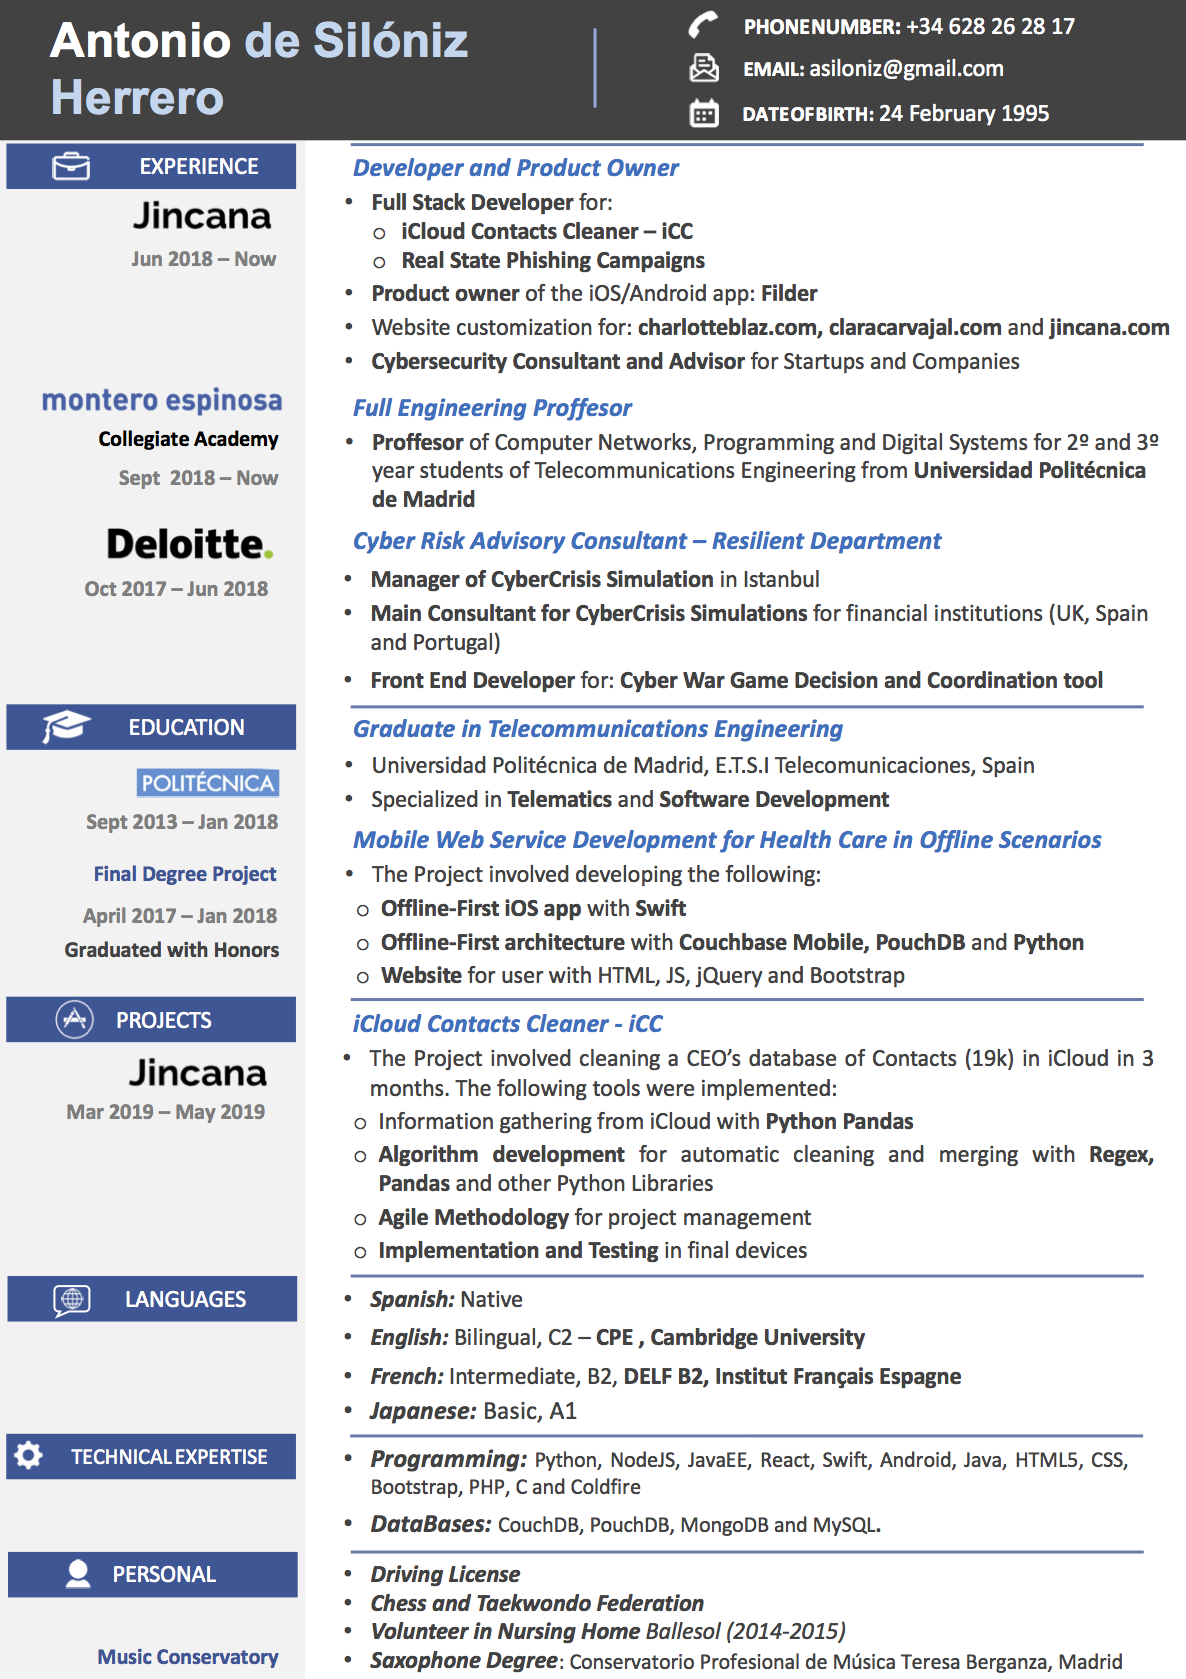 Antonio de Silóniz
Herrero
PHONE NUMBER: +34 628 26 28 17
EMAIL: asiloniz@gmail.com
DATE OF BIRTH: 24 February 1995
EXPERIENCE
Jincana
Jun 2018 – Now
Developer and Product Owner
• Full Stack Developer for:
o iCloud Contacts Cleaner – iCC
o Real State Phishing Campaigns
• Product owner of the iOS/Android app: Filder
• Website customization for: charlotteblaz.com, claracarvajal.com and jincana.com
• Cybersecurity Consultant and Advisor for Startups and Companies
montero espinosa
Collegiate Academy
Sept 2018 – Now
Full Engineering Proffesor
• Proffesor of Computer Networks, Programming and Digital Systems for 2º and 3º
year students of Telecommunications Engineering from Universidad Politécnica
de Madrid
Deloitte.
Oct 2017 – Jun 2018
Cyber Risk Advisory Consultant – Resilient Department
• Manager of CyberCrisis Simulation in Istanbul
• Main Consultant for CyberCrisis Simulations for financial institutions (UK, Spain
and Portugal)
• Front End Developer for: Cyber War Game Decision and Coordination tool
EDUCATION
POLITÉCNICA
Sept 2013 – Jan 2018
Graduate in Telecommunications Engineering
• Universidad Politécnica de Madrid, E.T.S.I Telecomunicaciones, Spain
• Specialized in Telematics and Software Development
Final Degree Project
April 2017 – Jan 2018
Graduated with Honors
Mobile Web Service Development for Health Care in Offline Scenarios
• The Project involved developing the following:
o Offline-First iOS app with Swift
o Offline-First architecture with Couchbase Mobile, PouchDB and Python
o Website for user with HTML, JS, jQuery and Bootstrap
PROJECTS
Jincana
Mar 2019 – May 2019
iCloud Contacts Cleaner - iCC
• The Project involved cleaning a CEO’s database of Contacts (19k) in iCloud in 3
months. The following tools were implemented:
o Information gathering from iCloud with Python Pandas
o Algorithm development for automatic cleaning and merging with Regex,
Pandas and other Python Libraries
o Agile Methodology for project management
o Implementation and Testing in final devices
LANGUAGES
• Spanish: Native
• English: Bilingual, C2 – CPE , Cambridge University
• French: Intermediate, B2, DELF B2, Institut Français Espagne
• Japanese: Basic, A1
TECHNICAL EXPERTISE
• Programming: Python, NodeJS, JavaEE, React, Swift, Android, Java, HTML5, CSS,
Bootstrap, PHP, C and Coldfire
• DataBases: CouchDB, PouchDB, MongoDB and MySQL.
PERSONAL
• Driving License
• Chess and Taekwondo Federation
• Volunteer in Nursing Home Ballesol (2014-2015)
Music Conservatory
• Saxophone Degree: Conservatorio Profesional de Música Teresa Berganza, Madrid